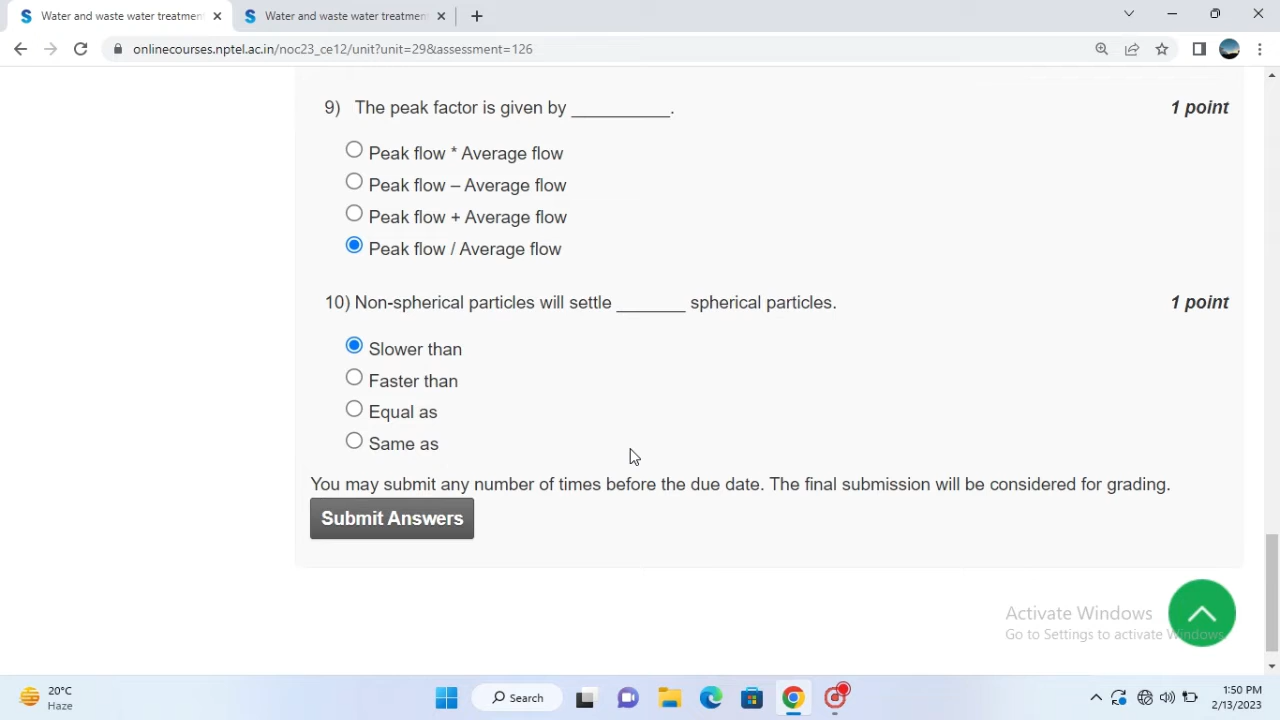 Water and waste water treatment
Water and waste water treatment
onlinecourses.nptel.ac.in/noc23_ce12/unit?unit=29&assessment=126
9) The peak factor is given by __________. 1 point
Peak flow * Average flow
Peak flow – Average flow
Peak flow + Average flow
Peak flow / Average flow
10) Non-spherical particles will settle _______ spherical particles. 1 point
Slower than
Faster than
Equal as
Same as
You may submit any number of times before the due date. The final submission will be considered for grading.
Submit Answers
Activate Windows
Go to Settings to activate Windows.
20°C
Haze
Search
1:50 PM
2/13/2023